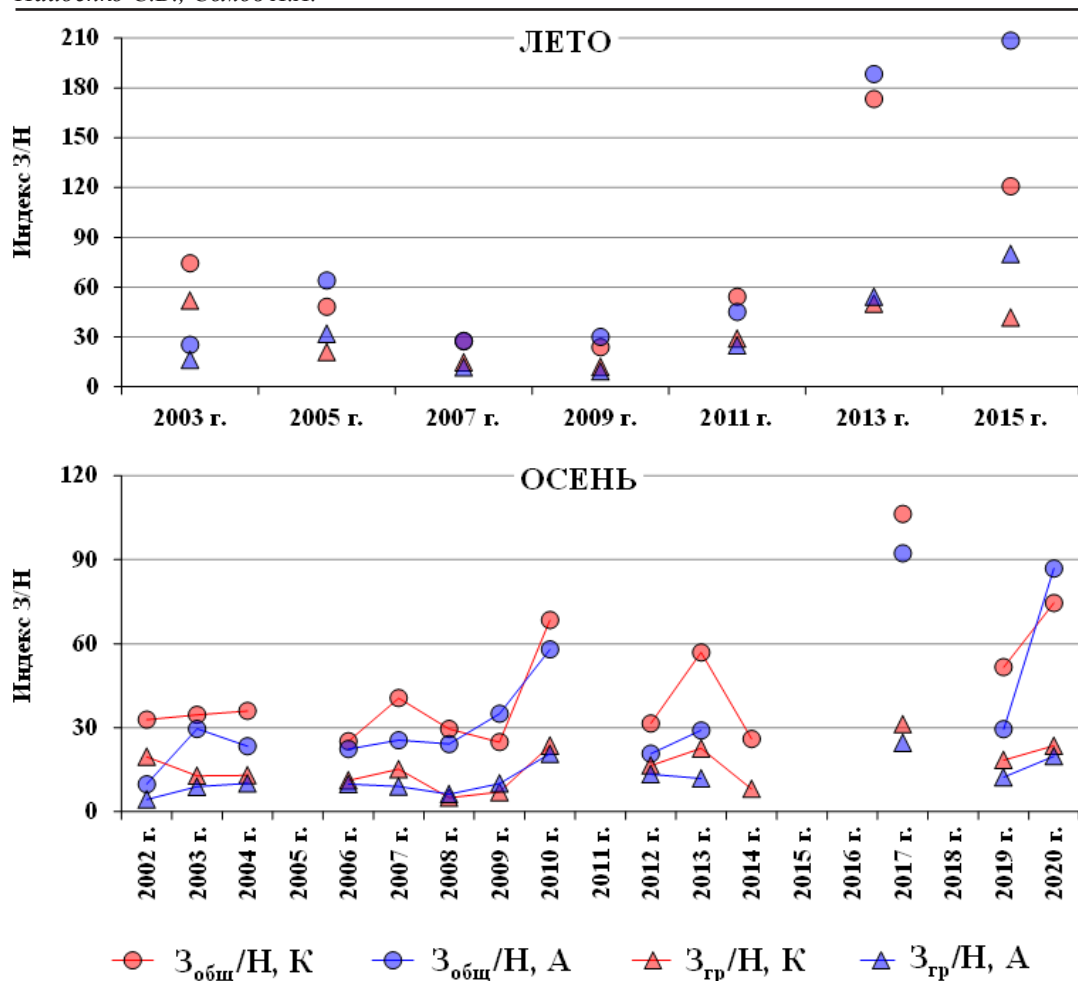 ЛЕТО
Индекс З/Н
210
180
150
120
90
60
30
0
2003 г.
2005 г.
2007 г.
2009 г.
2011 г.
2013 г.
2015 г.
ОСЕНЬ
Индекс З/Н
120
90
60
30
0
2002 г.
2003 г.
2004 г.
2005 г.
2006 г.
2007 г.
2008 г.
2009 г.
2010 г.
2011 г.
2012 г.
2013 г.
2014 г.
2015 г.
2016 г.
2017 г.
2018 г.
2019 г.
2020 г.
Зобщ/Н, К
Зобщ/Н, А
Згр/Н, К
Згр/Н, А